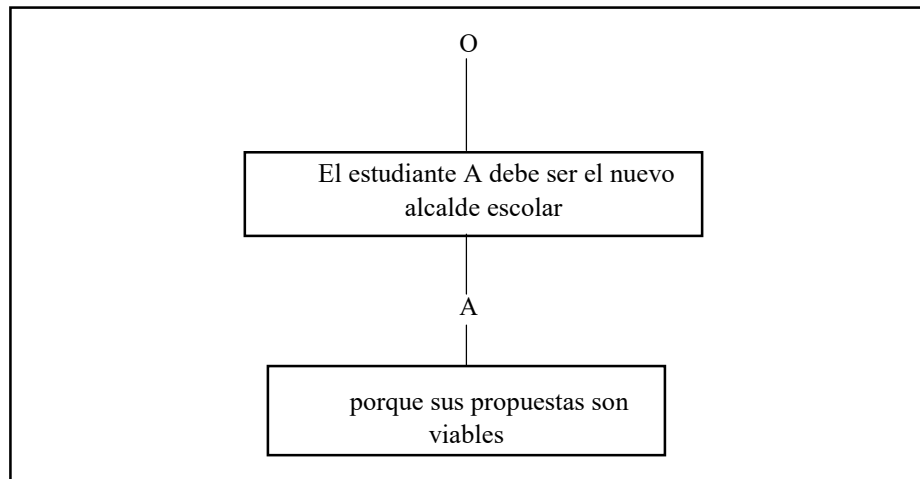 O
El estudiante A debe ser el nuevo
alcalde escolar
A
porque sus propuestas son
viables